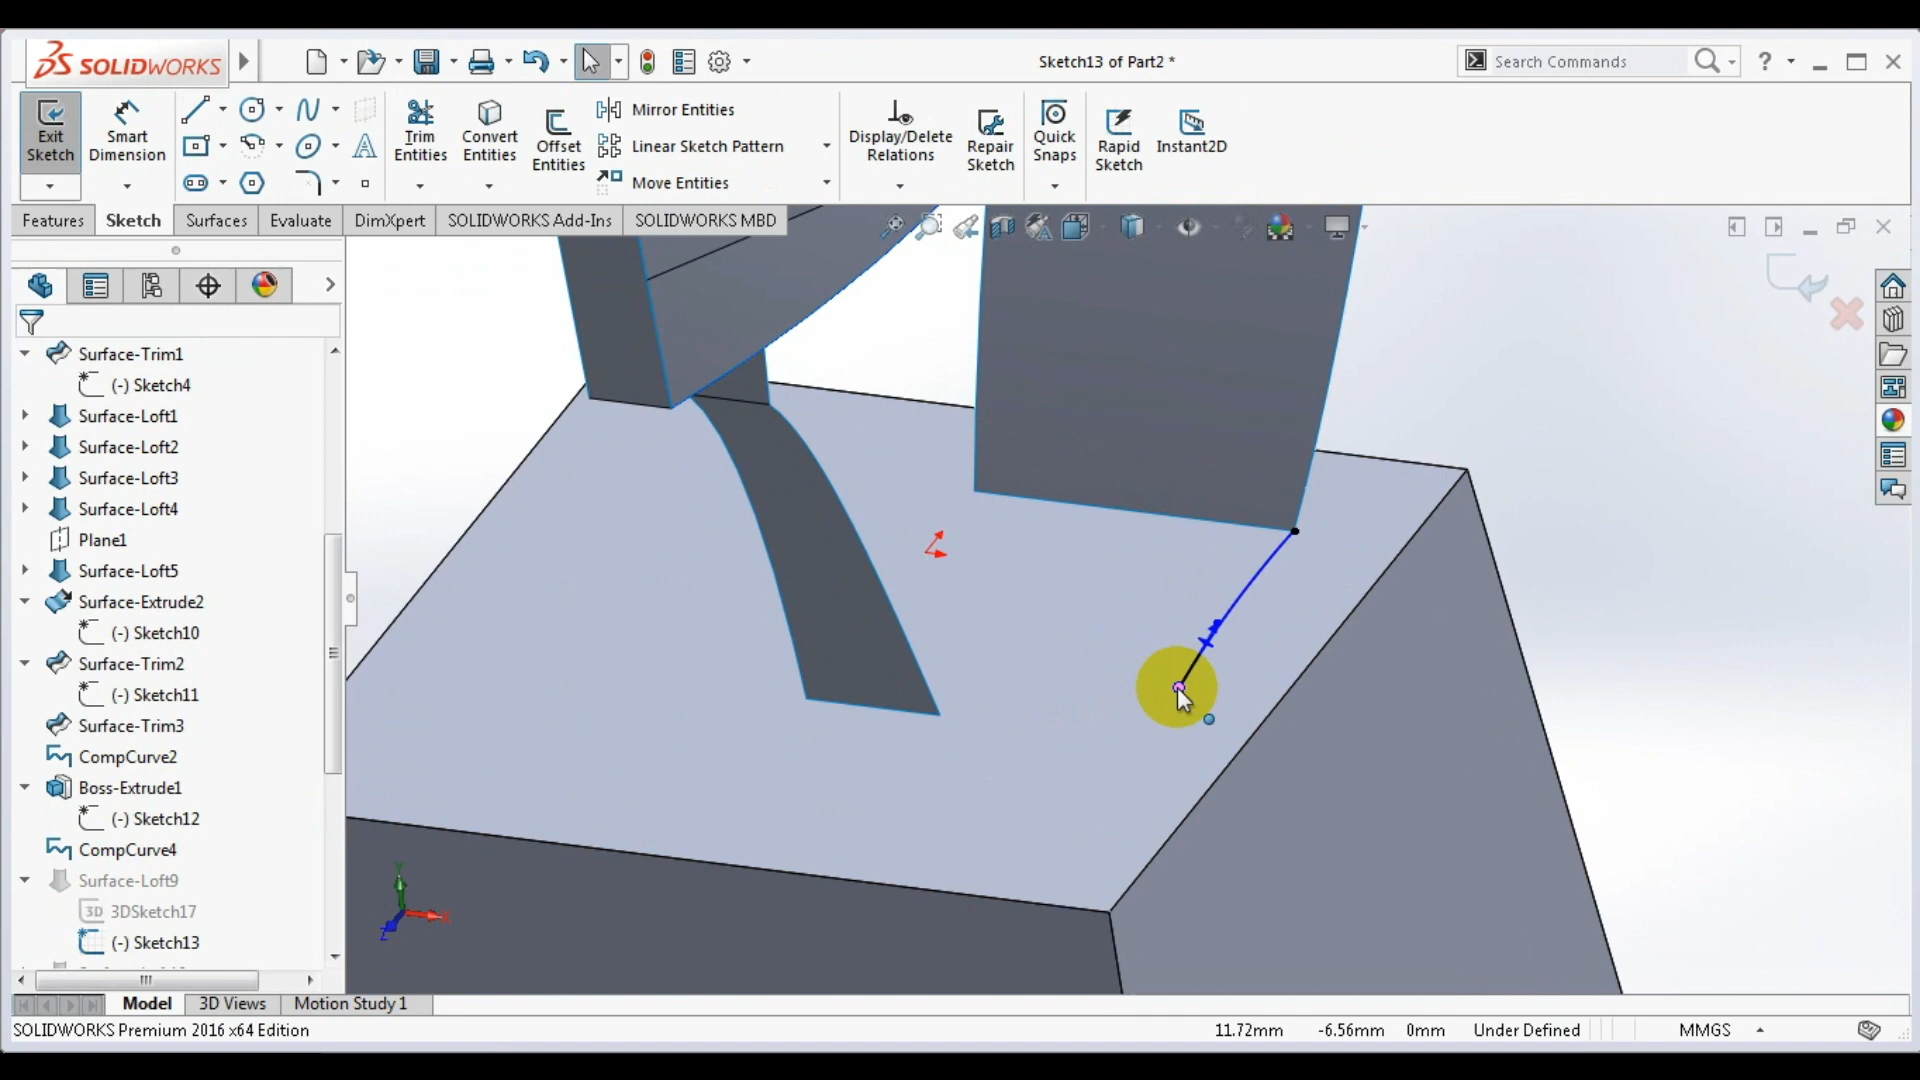 SOLIDWORKS
Sketch13 of Part2 *
Search Commands
?
Exit Sketch
Smart Dimension
Trim Entities
Convert Entities
Offset Entities
Mirror Entities
Linear Sketch Pattern
Move Entities
Display/Delete Relations
Repair Sketch
Quick Snaps
Rapid Sketch
Instant2D
Features
Sketch
Surfaces
Evaluate
DimXpert
SOLIDWORKS Add-Ins
SOLIDWORKS MBD
Surface-Trim1
(-) Sketch4
Surface-Loft1
Surface-Loft2
Surface-Loft3
Surface-Loft4
Plane1
Surface-Loft5
Surface-Extrude2
(-) Sketch10
Surface-Trim2
(-) Sketch11
Surface-Trim3
CompCurve2
Boss-Extrude1
(-) Sketch12
CompCurve4
Surface-Loft9
3D 3DSketch17
(-) Sketch13
Model
3D Views
Motion Study 1
SOLIDWORKS Premium 2016 x64 Edition
11.72mm
-6.56mm
0mm
Under Defined
MMGS